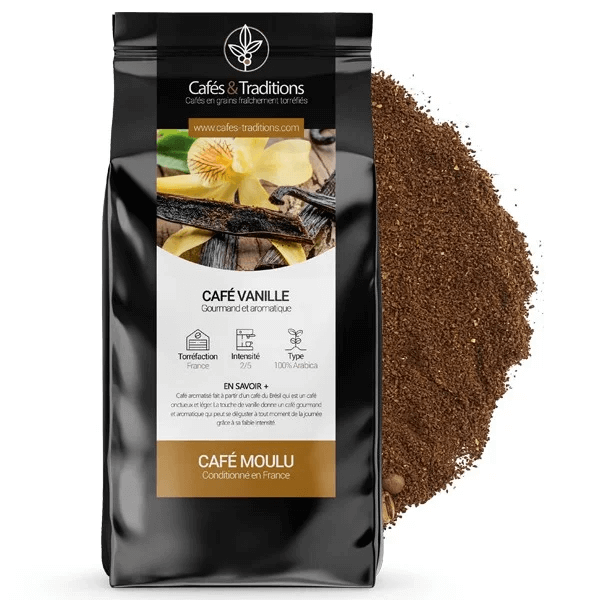 Cafés & Traditions
Cafés en grains fraîchement torréfiés
www.cafes-traditions.com
CAFÉ VANILLE
Gourmand et aromatique
Torréfaction
France
Intensité
2/5
Type
100% Arabica
EN SAVOIR +
Café aromatisé fait à partir d'un café du Brésil qui est un café
onctueux et léger. La touche de vanille donne un café gourmand
et aromatique qui peut se déguster à tout moment de la journée
grâce à sa faible intensité.
CAFÉ MOULU
Conditionné en France